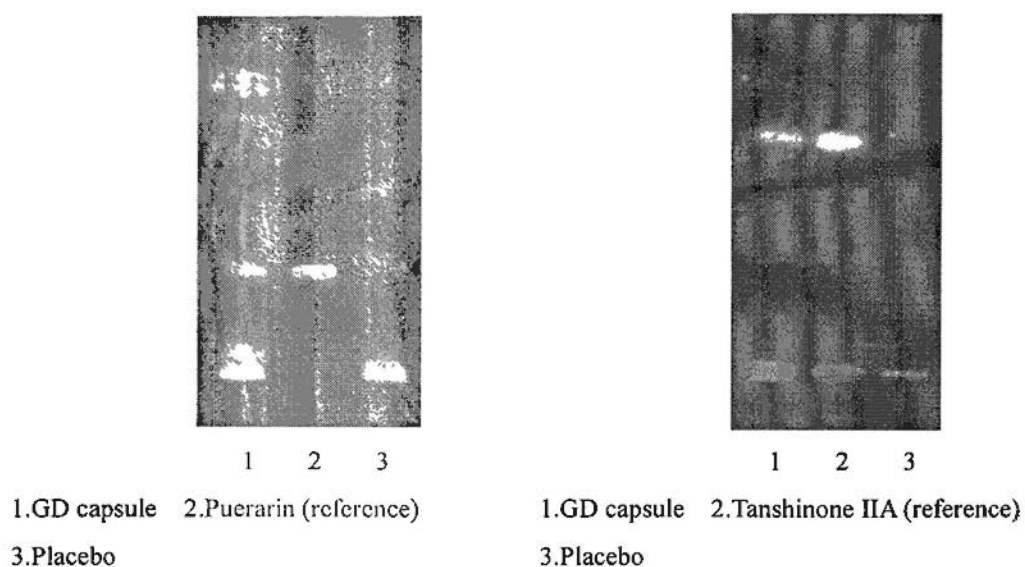 1 2 3
1.GD capsule 2.Puerarin (reference)
3.Placebo
1 2 3
1.GD capsule 2.Tanshinone IIA (reference)
3.Placebo